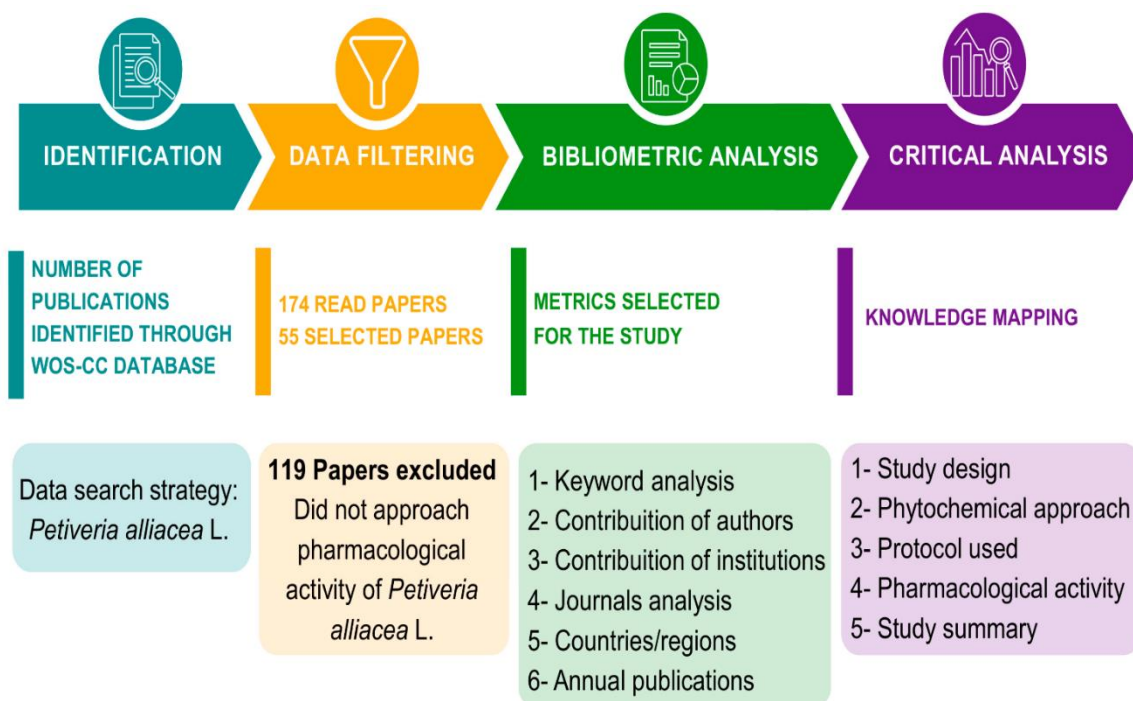 IDENTIFICATION
DATA FILTERING
BIBLIOMETRIC ANALYSIS
CRITICAL ANALYSIS
NUMBER OF
PUBLICATIONS
IDENTIFIED THROUGH
WOS-CC DATABASE
174 READ PAPERS
55 SELECTED PAPERS
METRICS SELECTED
FOR THE STUDY
KNOWLEDGE MAPPING
Data search strategy:
Petiveria alliacea L.
119 Papers excluded
Did not approach
pharmacological
activity of Petiveria
alliacea L.
1- Keyword analysis
2- Contribuition of authors
3- Contribuition of institutions
4- Journals analysis
5- Countries/regions
6- Annual publications
1- Study design
2- Phytochemical approach
3- Protocol used
4- Pharmacological activity
5- Study summary